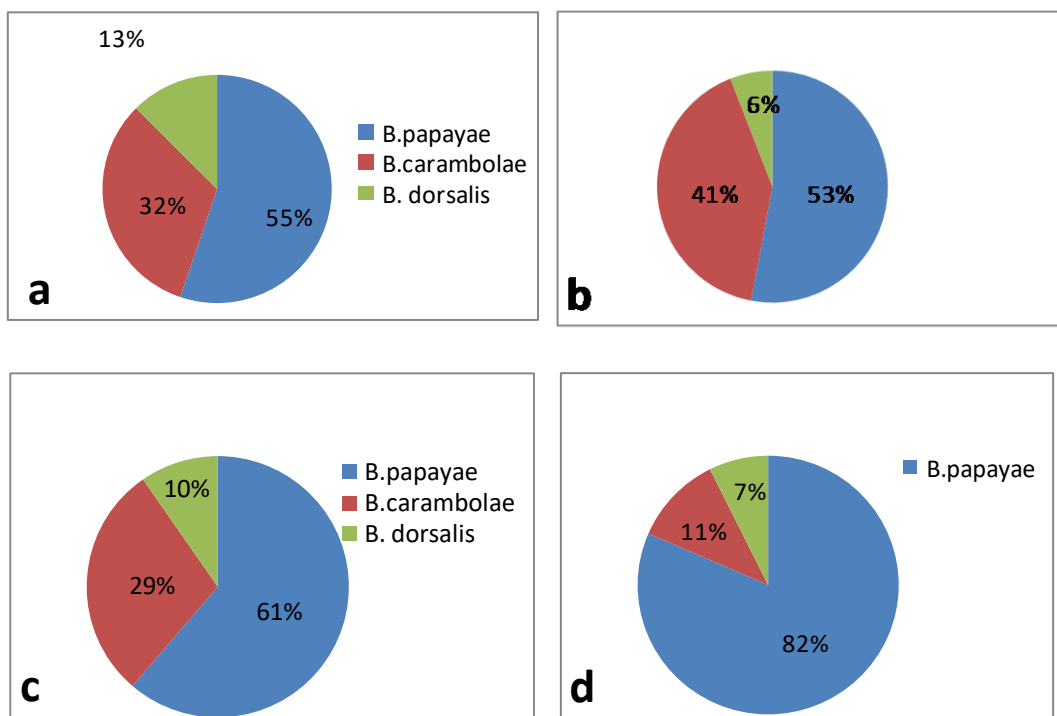 13%
B.papayae
B.carambolae
B. dorsalis
32%
55%
a
6%
41%
53%
b
10%
B.papayae
B.carambolae
B. dorsalis
29%
61%
c
7%
B.papayae
11%
82%
d